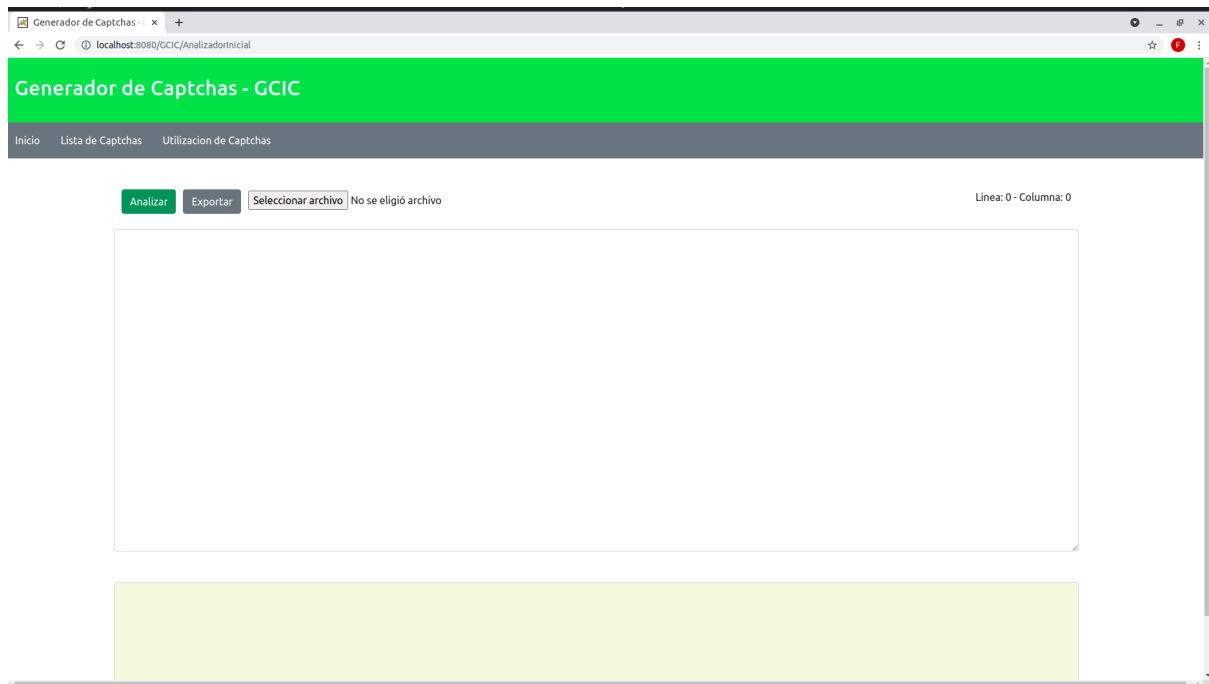 Generador de Captchas - G
localhost:8080/GCIC/AnalizadorInicial
F
Generador de Captchas - GCIC
Inicio Lista de Captchas Utilizacion de Captchas
Analizar Exportar Seleccionar archivo No se eligió archivo Linea: 0 - Columna: 0